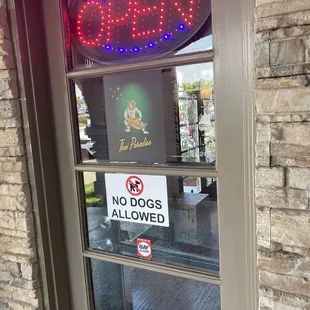 OPEN
Thai Paradise
NO DOGS
ALLOWED